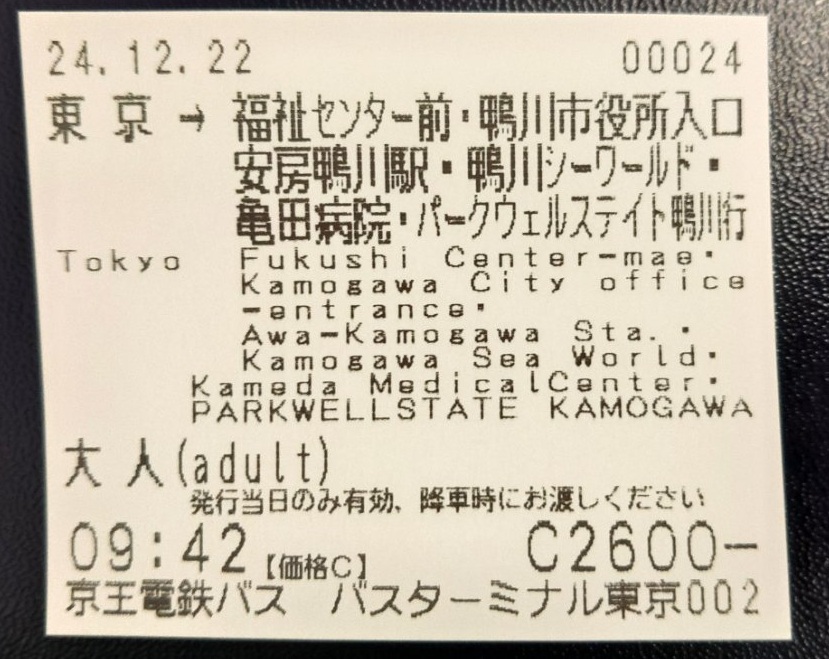 24.12.22 00024
東京 → 福祉センター前・鴨川市役所入口
安房鴨川駅・鴨川シーワールド・
亀田病院・パークウェルステイト鴨川行
Tokyo Fukushi Center-mae・
Kamogawa City office
-entrance・
Awa-Kamogawa Sta.・
Kamogawa Sea World・
Kameda MedicalCenter・
PARKWELLSTATE KAMOGAWA
大人(adult)
発行当日のみ有効、降車時にお渡しください
09:42【価格C】 C2600-
京王電鉄バス バスターミナル東京002